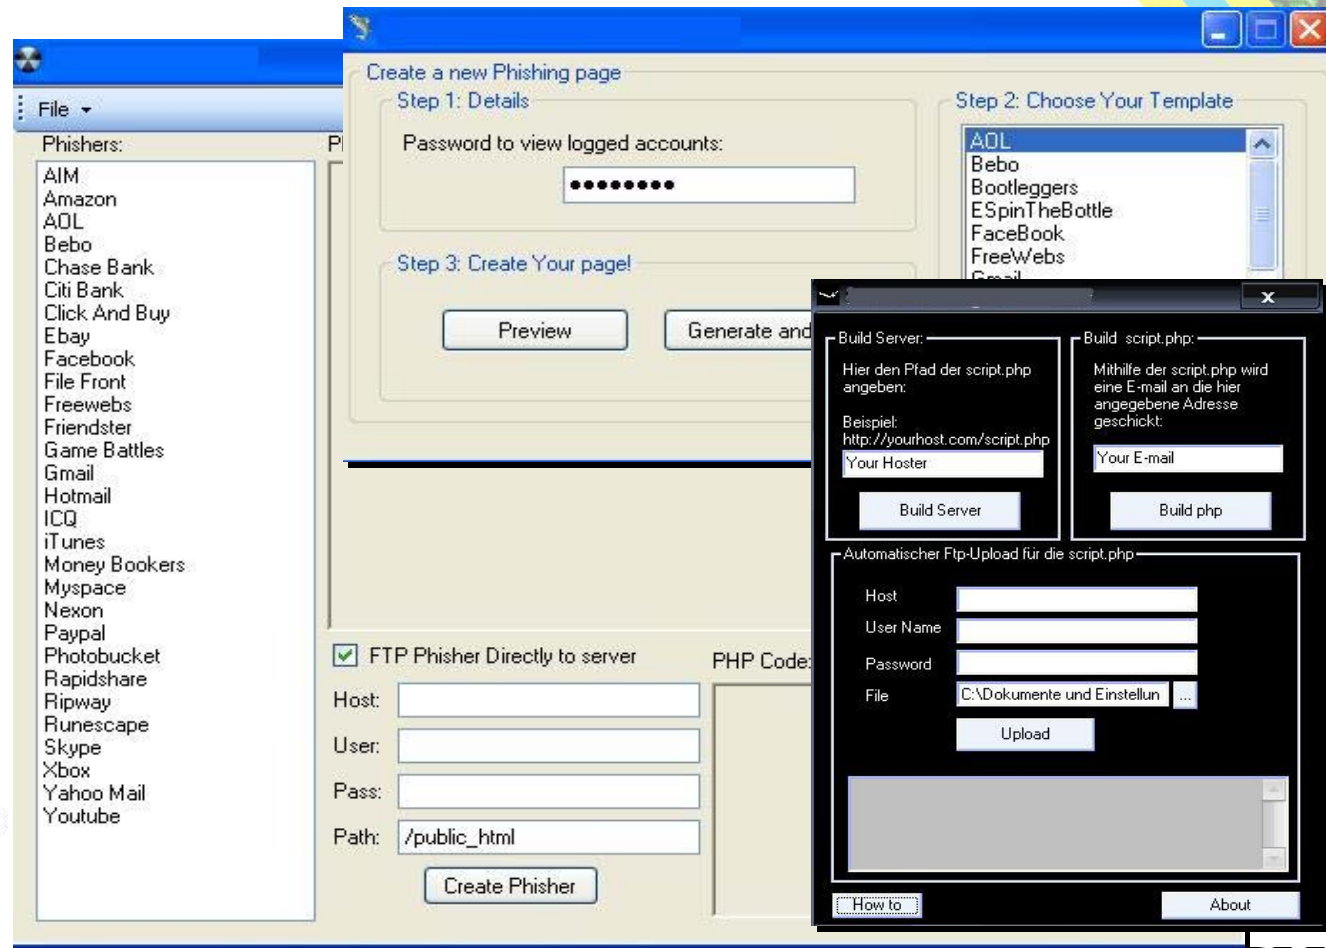 File
Phishers:
AIM
Amazon
AOL
Bebo
Chase Bank
Citi Bank
Click And Buy
Ebay
Facebook
File Front
Freewebs
Friendster
Game Battles
Gmail
Hotmail
ICQ
iTunes
Money Bookers
Myspace
Nexon
Paypal
Photobucket
Rapidshare
Ripway
Runescape
Skype
Xbox
Yahoo Mail
Youtube
FTP Phisher Directly to server
Host:
User:
Pass:
Path: /public_html
Create Phisher
PHP Code:
Create a new Phishing page
Step 1: Details
Password to view logged accounts:
Step 2: Choose Your Template
AOL
Bebo
Bootleggers
ESpinTheBottle
FaceBook
FreeWebs
Gmail
Step 3: Create Your page!
Preview
Generate and
Build Server:
Hier den Pfad der script.php
angeben:
Beispiel:
http://yourhost.com/script.php
Your Hoster
Build Server
Build script.php:
Mithilfe der script.php wird
eine E-mail an die hier
angegebene Adresse
geschickt:
Your E-mail
Build php
Automatischer Ftp-Upload für die script.php
Host
User Name
Password
File C:\Dokumente und Einstellun ...
Upload
How to
About